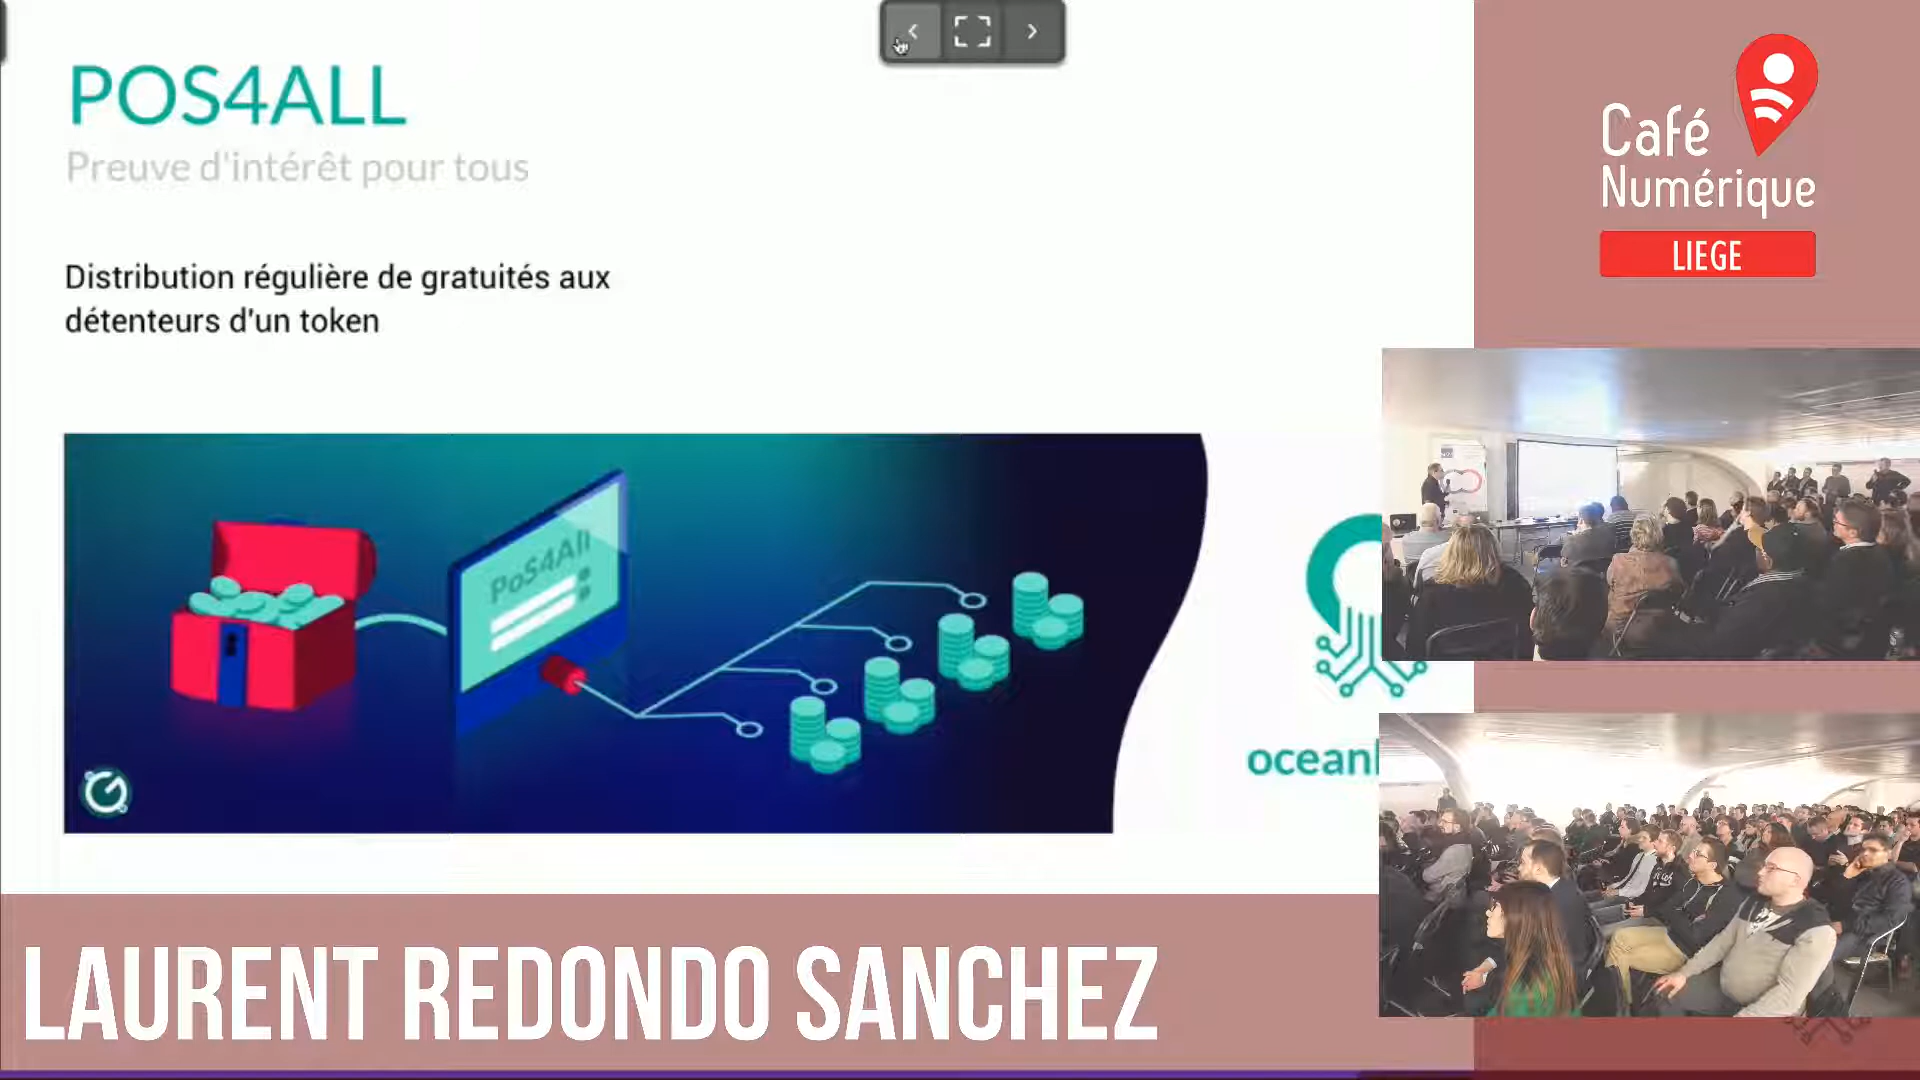 POS4ALL
Preuve d'intérêt pour tous
Distribution régulière de gratuités aux
détenteurs d'un token
PoS4All
ocean
Café
Numérique
LIEGE
LAURENT REDONDO SANCHEZ